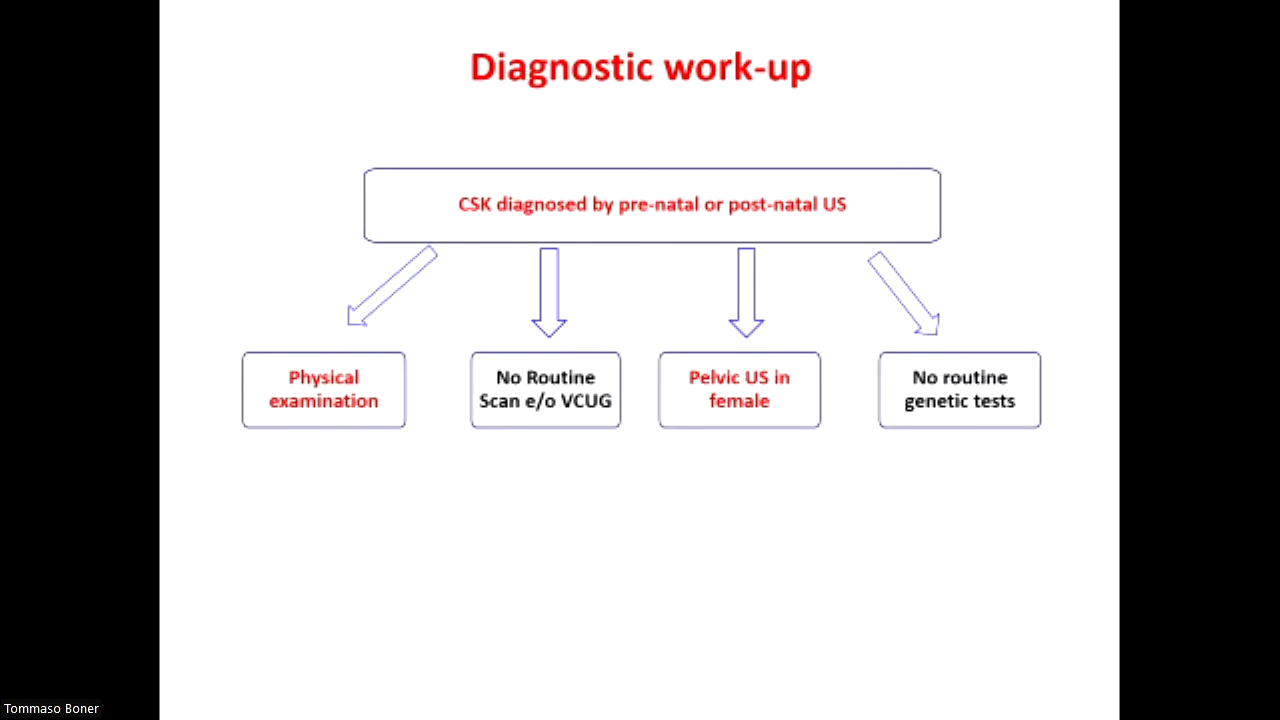 Diagnostic work-up
CSK diagnosed by pre-natal or post-natal US
Physical
examination
No Routine
Scan e/o VCUG
Pelvic US in
female
No routine
genetic tests
Tommaso Boner